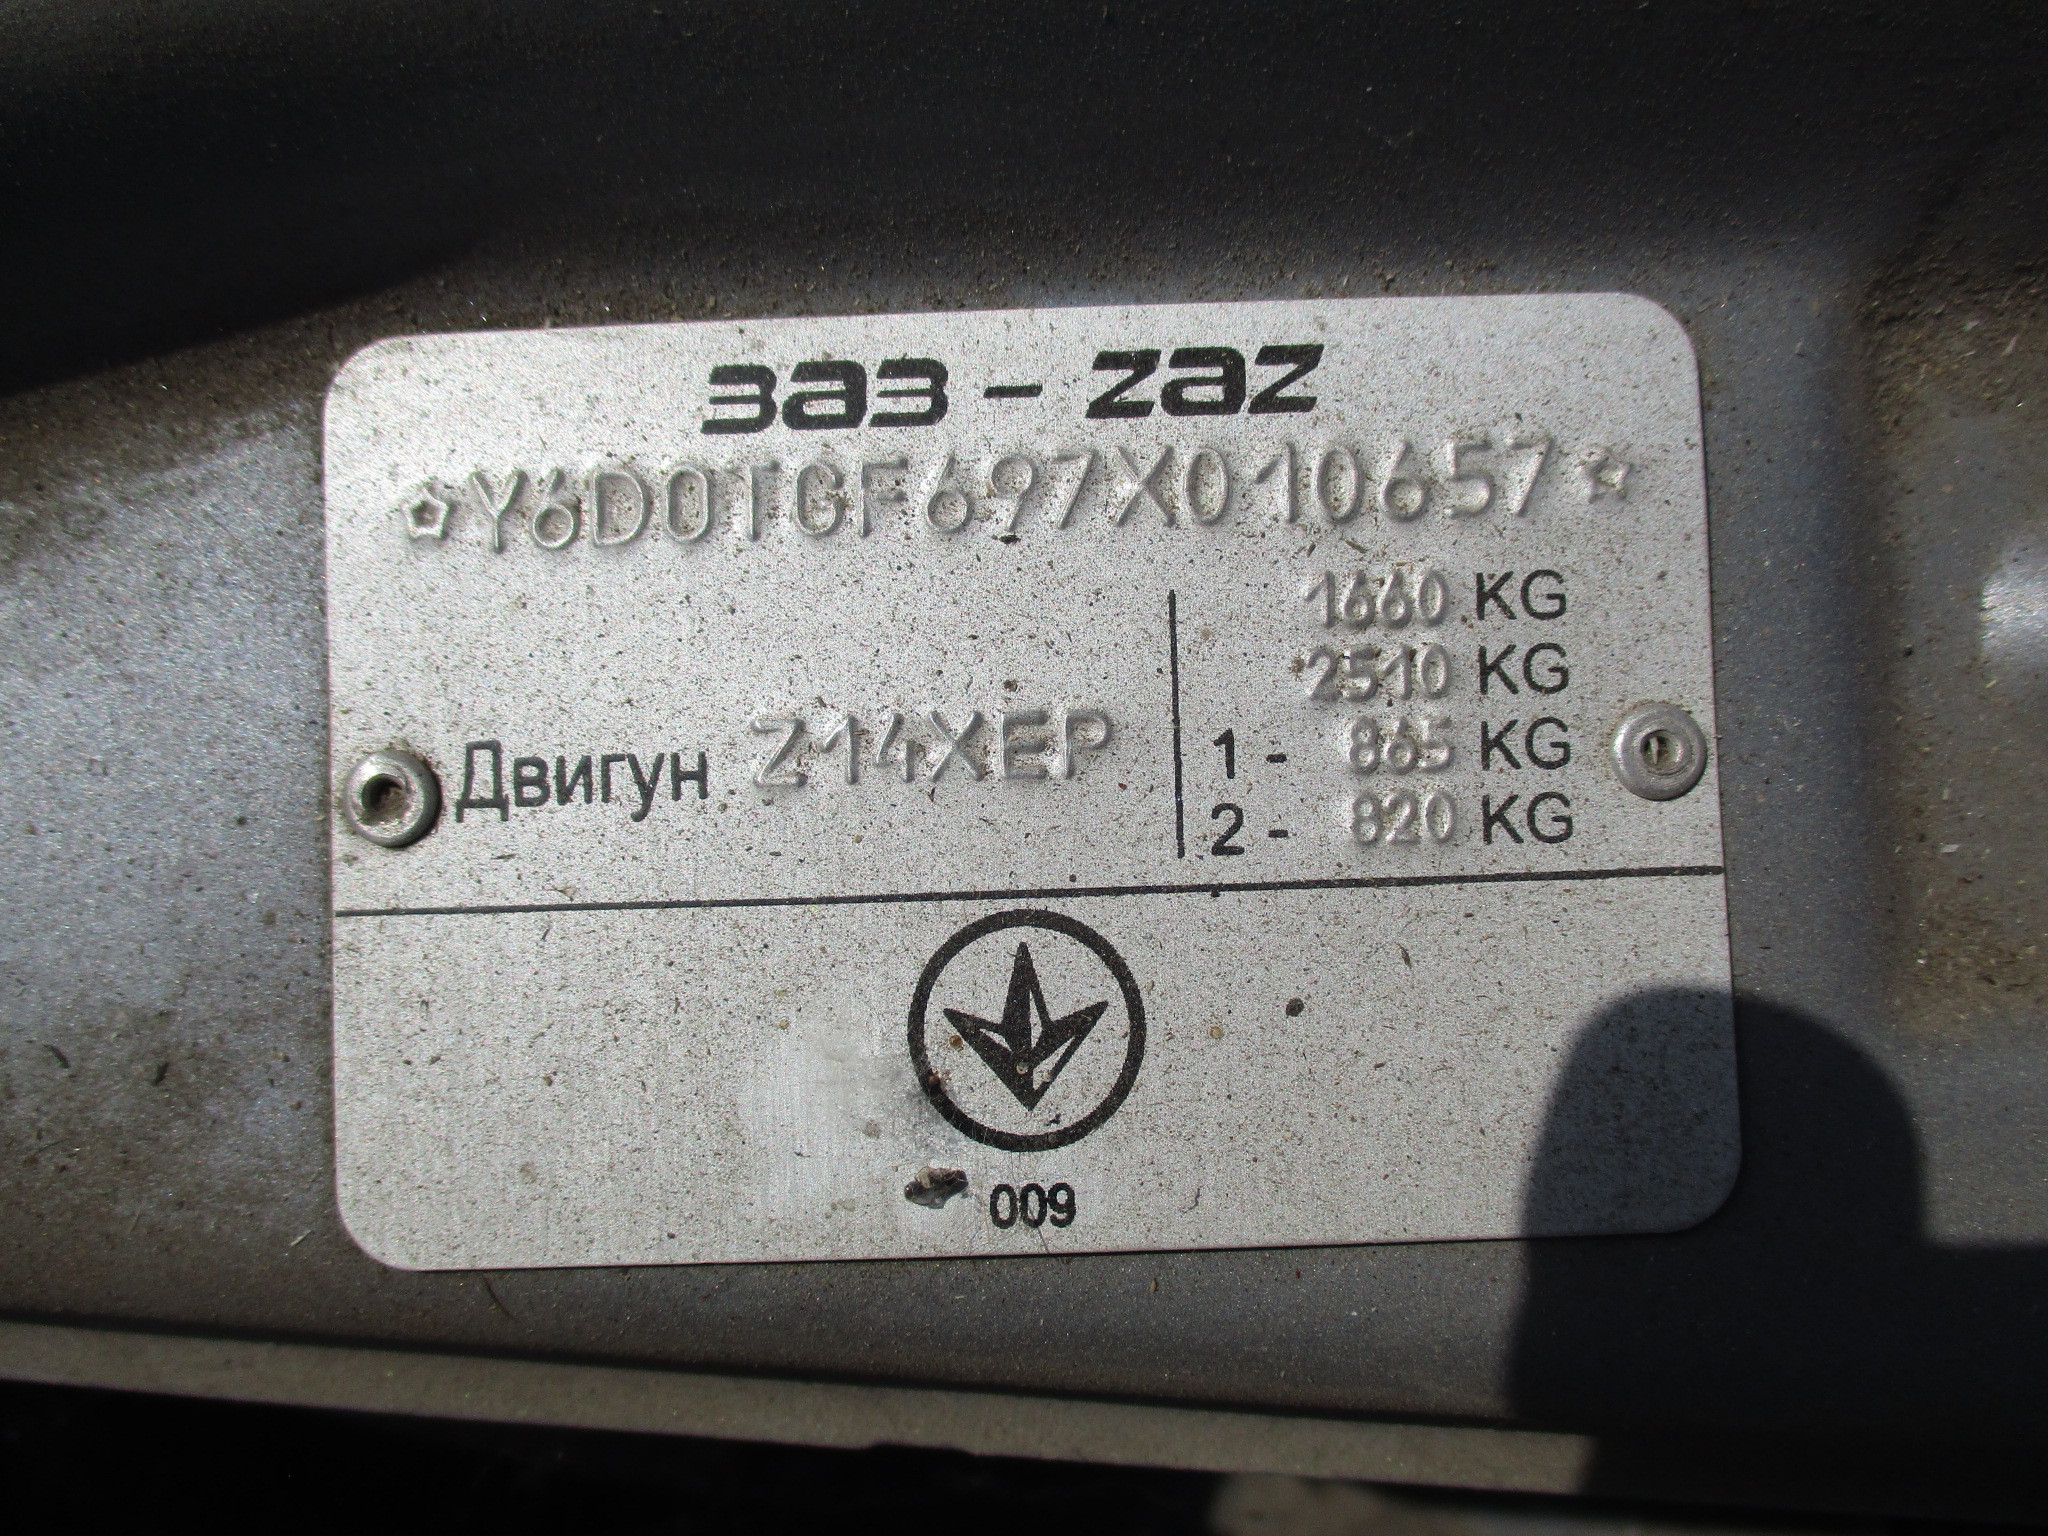 ЗАЗ - ZAZ
☆Y6D0TGF697X010657☆
1660 KG
2510 KG
Двигун Z14XEP 1- 865 KG
2- 820 KG
009